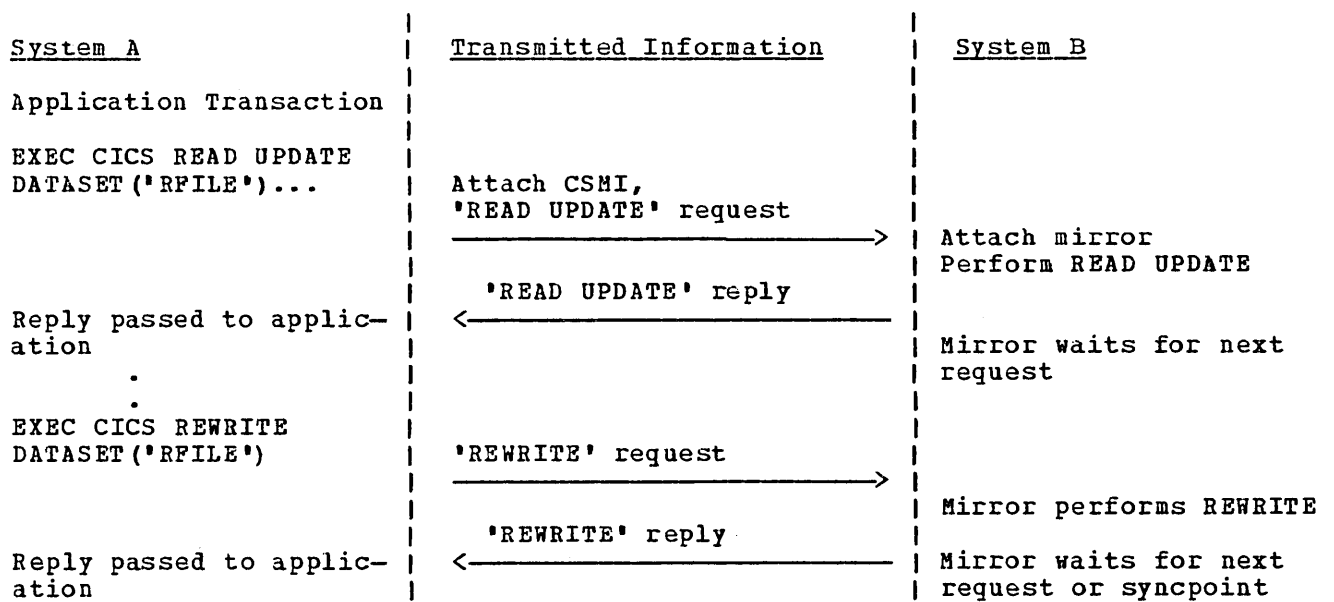 System A Transmitted Information System B
Application Transaction
EXEC CICS READ UPDATE
DATASET('RFILE')...
Attach CSMI,
'READ UPDATE' request
Attach mirror
Perform READ UPDATE
'READ UPDATE' reply
Reply passed to applic-
ation
Mirror waits for next
request
.
.
EXEC CICS REWRITE
DATASET('RFILE')
'REWRITE' request
Mirror performs REWRITE
'REWRITE' reply
Reply passed to applic-
ation
Mirror waits for next
request or syncpoint